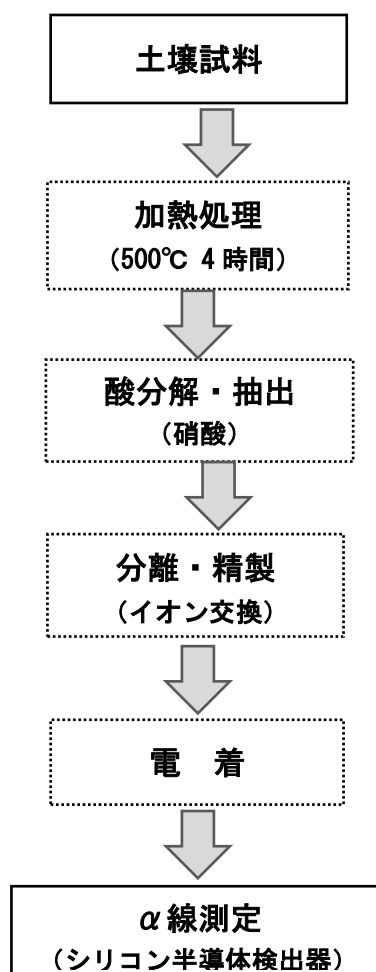 土壌試料
加熱処理
（500℃ 4 時間）
酸分解・抽出
（硝酸）
分離・精製
（イオン交換）
電　着
α線測定
（シリコン半導体検出器）